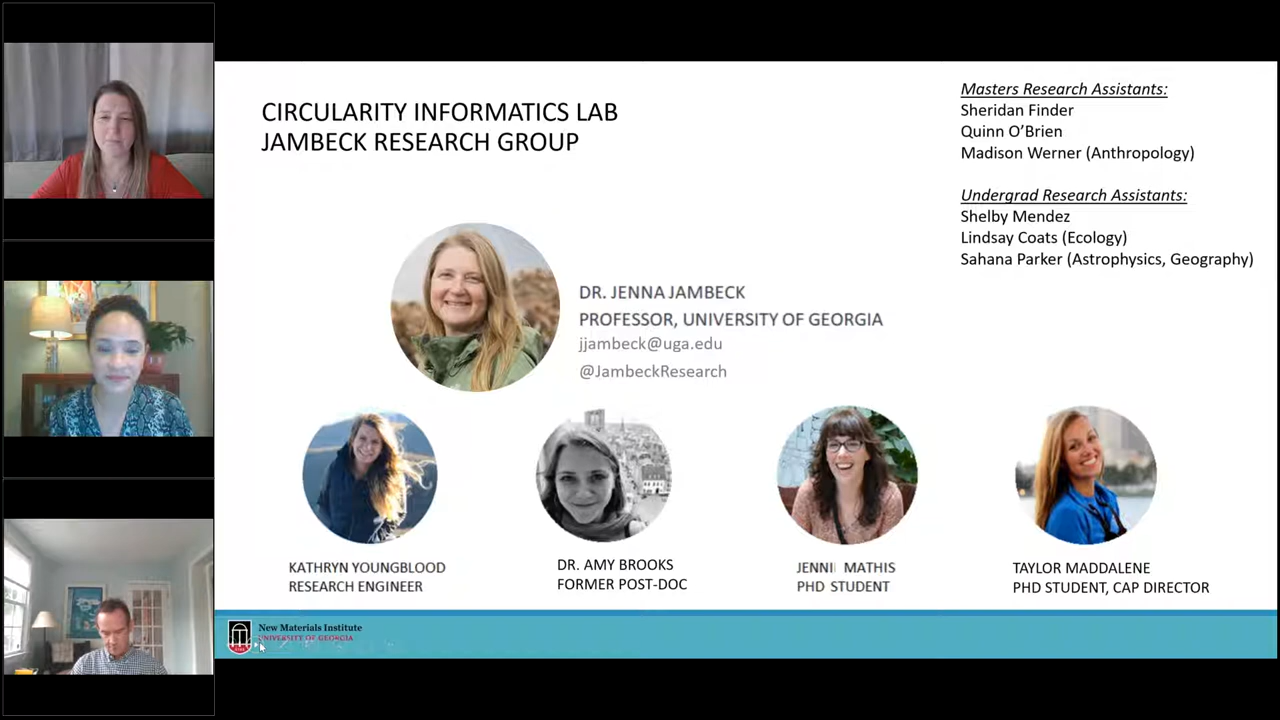 CIRCULARITY INFORMATICS LAB
JAMBECK RESEARCH GROUP
Masters Research Assistants:
Sheridan Finder
Quinn O'Brien
Madison Werner (Anthropology)
Undergrad Research Assistants:
Shelby Mendez
Lindsay Coats (Ecology)
Sahana Parker (Astrophysics, Geography)
DR. JENNA JAMBECK
PROFESSOR, UNIVERSITY OF GEORGIA
jjambeck@uga.edu
@JambeckResearch
KATHRYN YOUNGBLOOD
RESEARCH ENGINEER
DR. AMY BROOKS
FORMER POST-DOC
JENNI MATHIS
PHD STUDENT
TAYLOR MADDALENE
PHD STUDENT, CAP DIRECTOR
New Materials Institute
UNIVERSITY OF GEORGIA